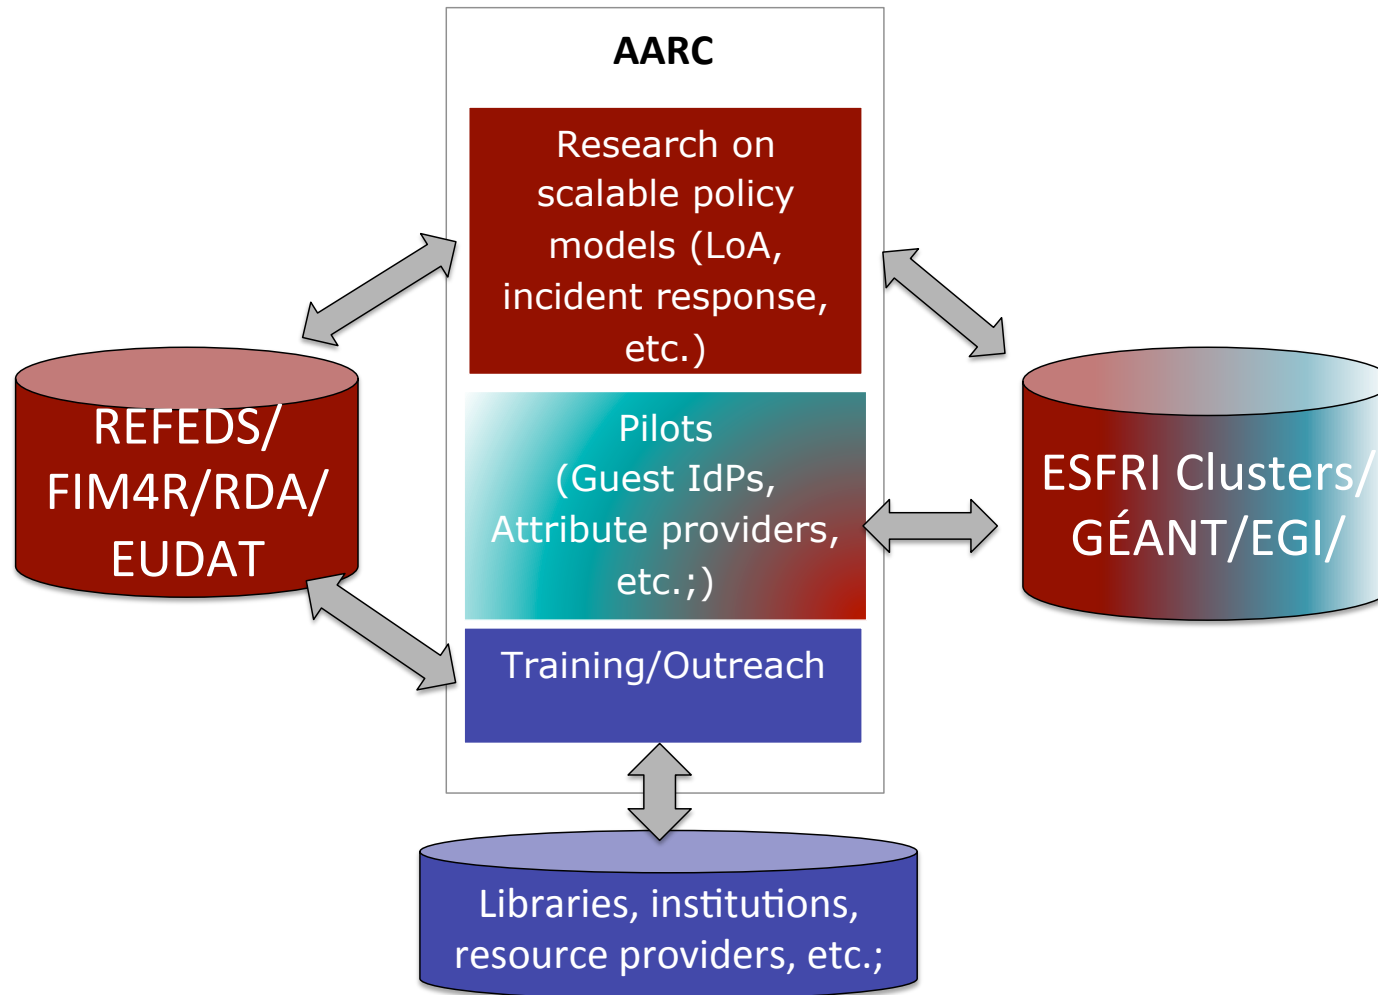 AARC
Research on
scalable policy
models (LoA,
incident response,
etc.)
REFEDS/
FIM4R/RDA/
EUDAT
Pilots
(Guest IdPs,
Attribute providers,
etc.;)
ESFRI Clusters/
GÉANT/EGI/
Training/Outreach
Libraries, institutions,
resource providers, etc.;